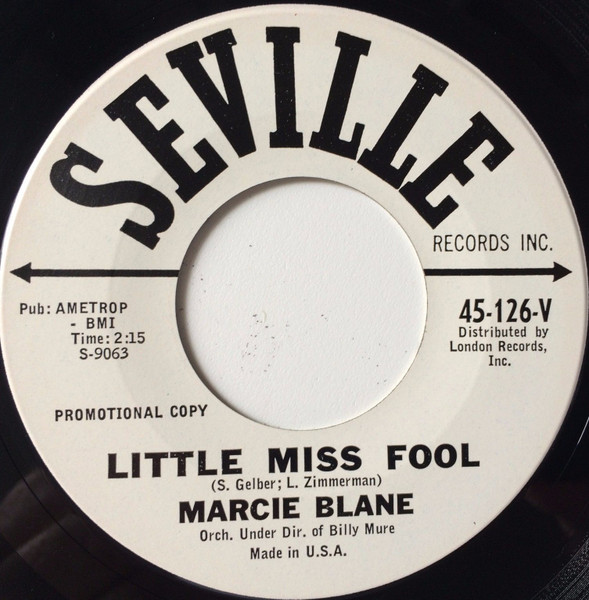 SEVILLE
RECORDS INC.
Pub: AMETROP
- BMI
Time: 2:15
S-9063
45-126-V
Distributed by
London Records,
Inc.
PROMOTIONAL COPY
LITTLE MISS FOOL
(S. Gelber; L. Zimmerman)
MARCIE BLANE
Orch. Under Dir. of Billy Mure
Made in U.S.A.